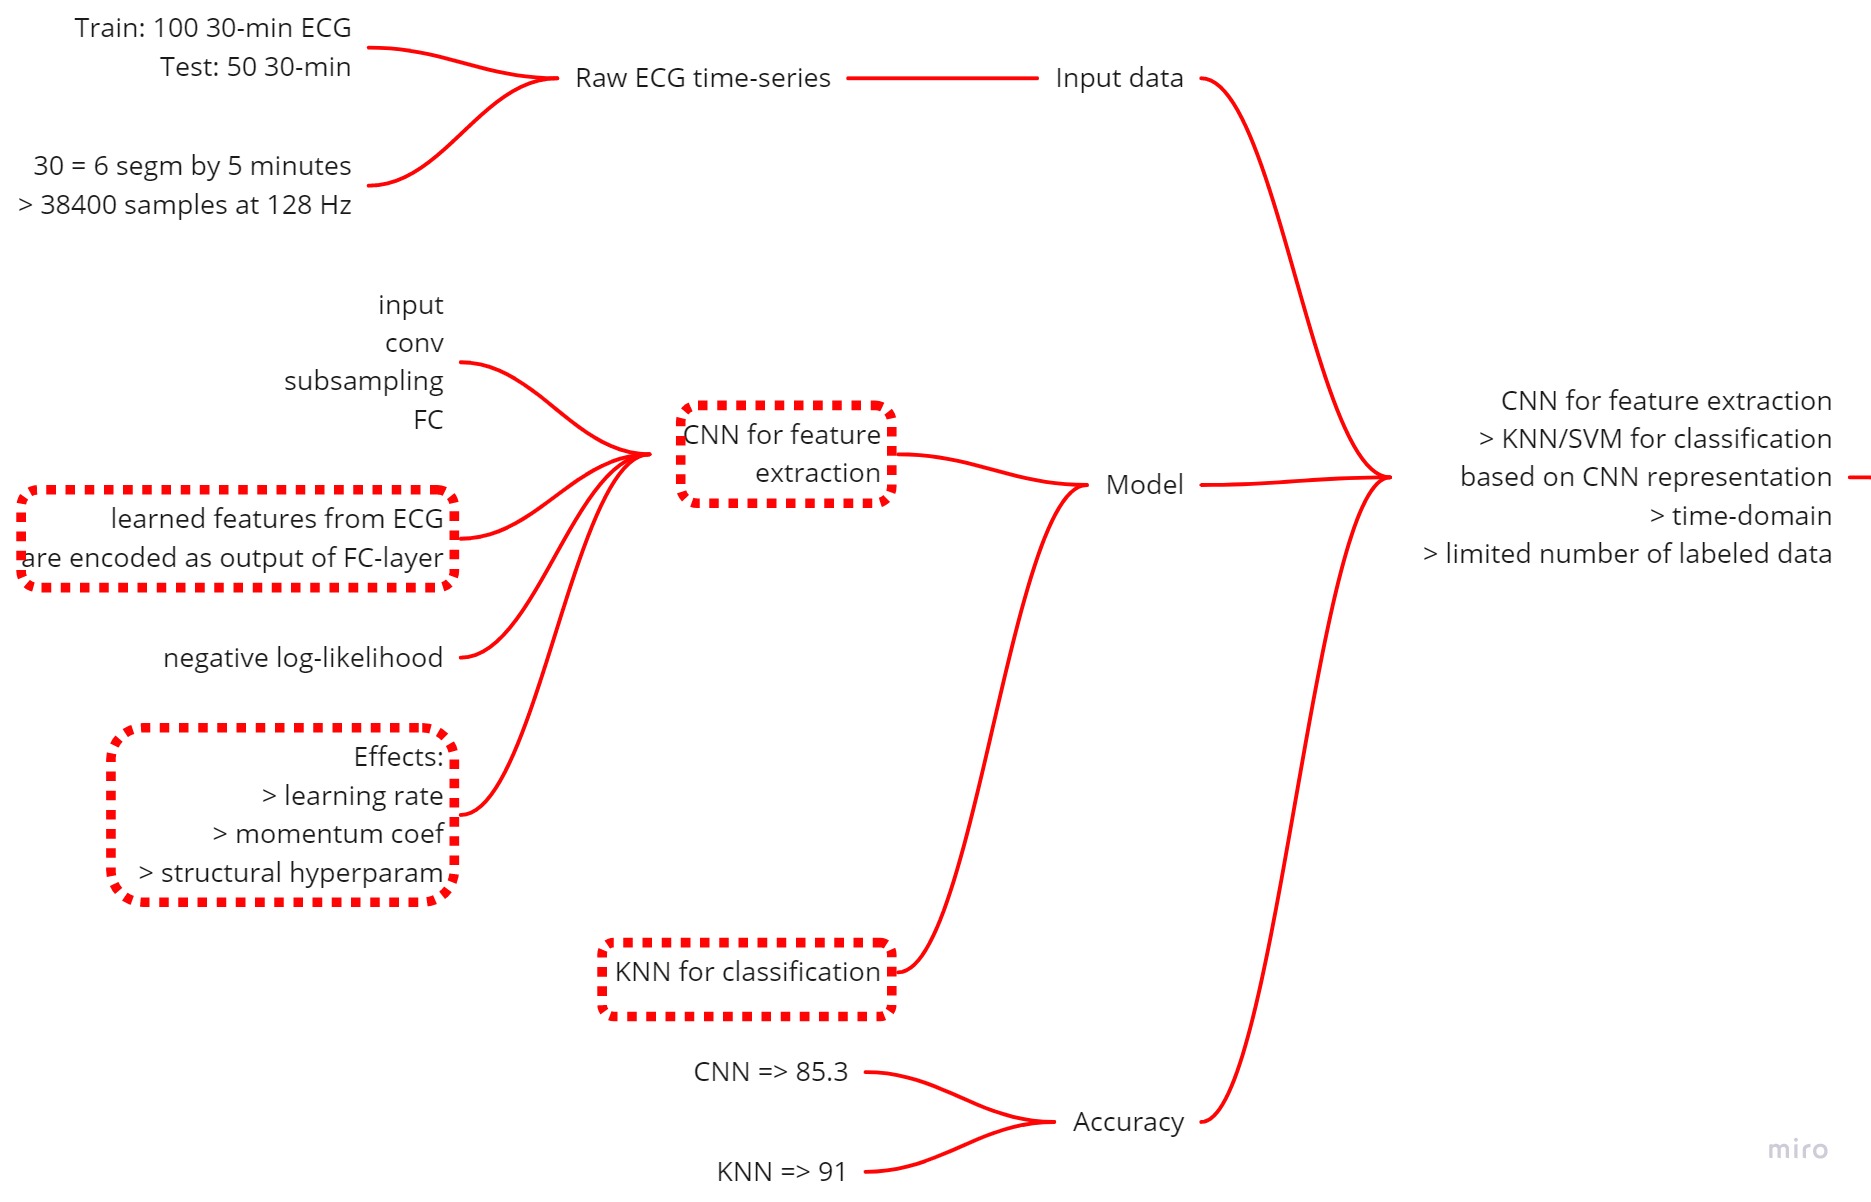 Train: 100 30-min ECG
Test: 50 30-min
Raw ECG time-series
Input data
30 = 6 segm by 5 minutes
> 38400 samples at 128 Hz
input
conv
subsampling
FC
CNN for feature
extraction
learned features from ECG
are encoded as output of FC-layer
negative log-likelihood
Effects:
> learning rate
> momentum coef
> structural hyperparam
Model
KNN for classification
CNN => 85.3
KNN => 91
Accuracy
CNN for feature extraction
> KNN/SVM for classification
based on CNN representation
> time-domain
> limited number of labeled data
miro